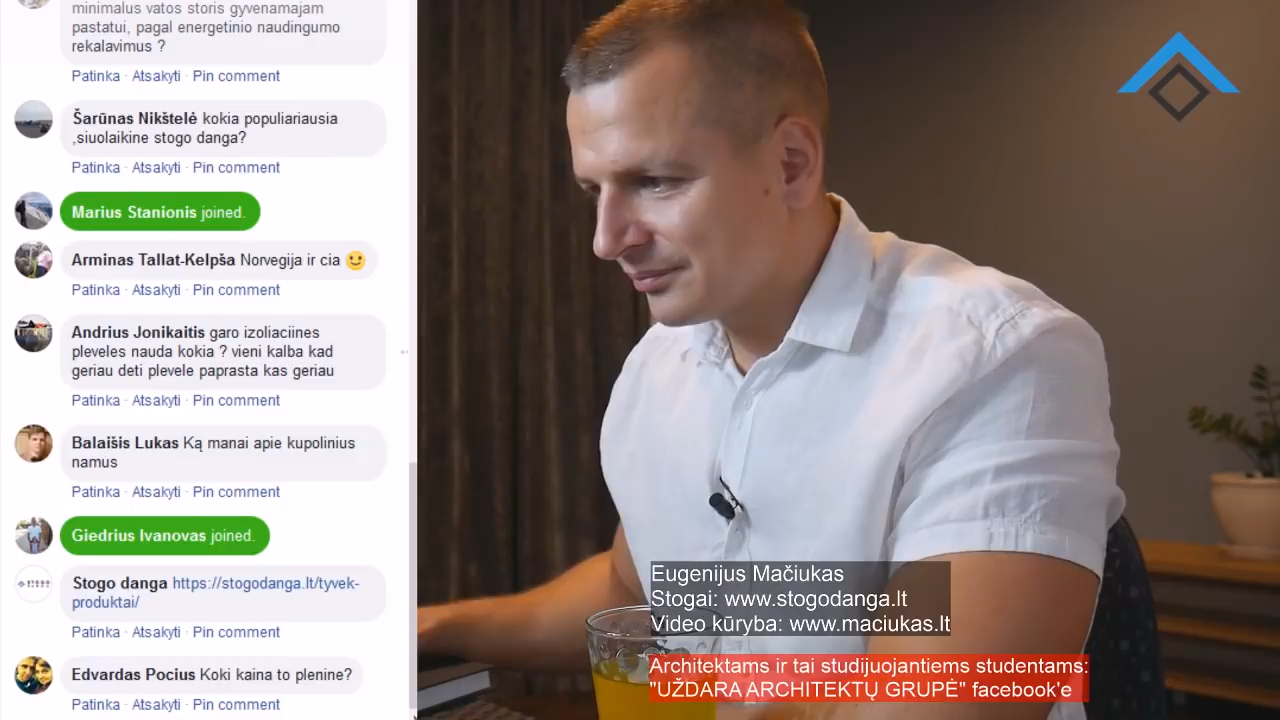 minimalus vatos storis gyvenamajam
pastatui, pagal energetinio naudingumo
rekalavimus ?
Patinka · Atsakyti · Pin comment
Šarūnas Nikštelė kokia populiariausia
,siuolaikine stogo danga?
Patinka · Atsakyti · Pin comment
Marius Stanionis joined.
Arminas Tallat-Kelpša Norvegija ir cia 🙂
Patinka · Atsakyti · Pin comment
Andrius Jonikaitis garo izoliaciines
pleveles nauda kokia ? vieni kalba kad
geriau deti plevele paprasta kas geriau
Patinka · Atsakyti · Pin comment
Balaišis Lukas Ką manai apie kupolinius
namus
Patinka · Atsakyti · Pin comment
Giedrius Ivanovas joined.
Stogo danga https://stogodanga.lt/tyvek-
produktai/
Patinka · Atsakyti · Pin comment
Edvardas Pocius Koki kaina to plenine?
Patinka · Atsakyti · Pin comment
Eugenijus Mačiukas
Stogai: www.stogodanga.lt
Video kūryba: www.maciukas.lt
Architektams ir tai studijuojantiems studentams:
"UŽDARA ARCHITEKTŲ GRUPĖ" facebook'e